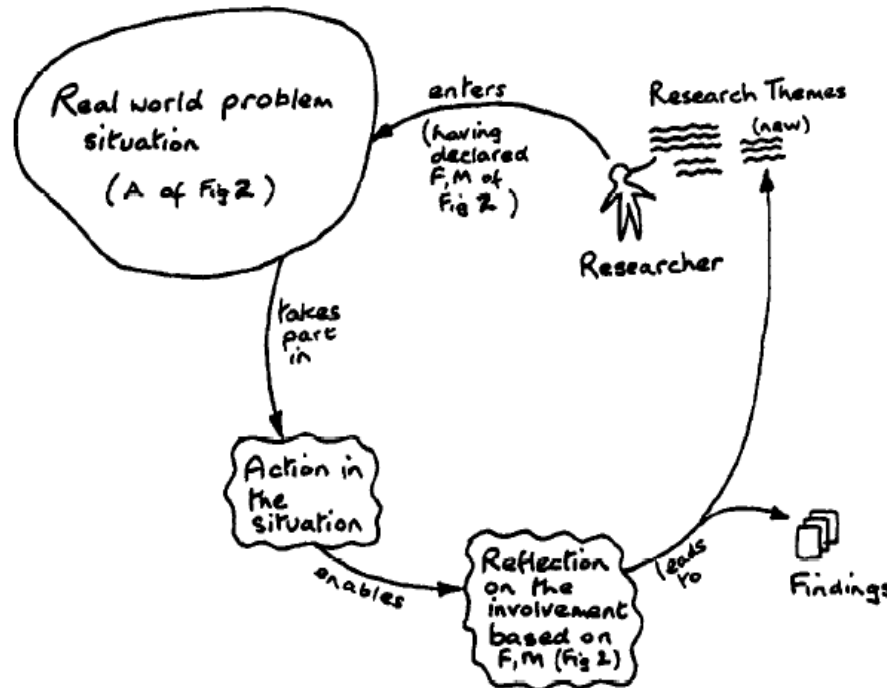 Real world problem
situation
(A of Fig 2)
enters
(having
declared
F, M of
Fig 2)
Research Themes
(new)
Researcher
takes
part
in
Action in
the
situation
enables
Reflection
on the
involvement
based on
F, M (Fig 2)
leads
to
Findings